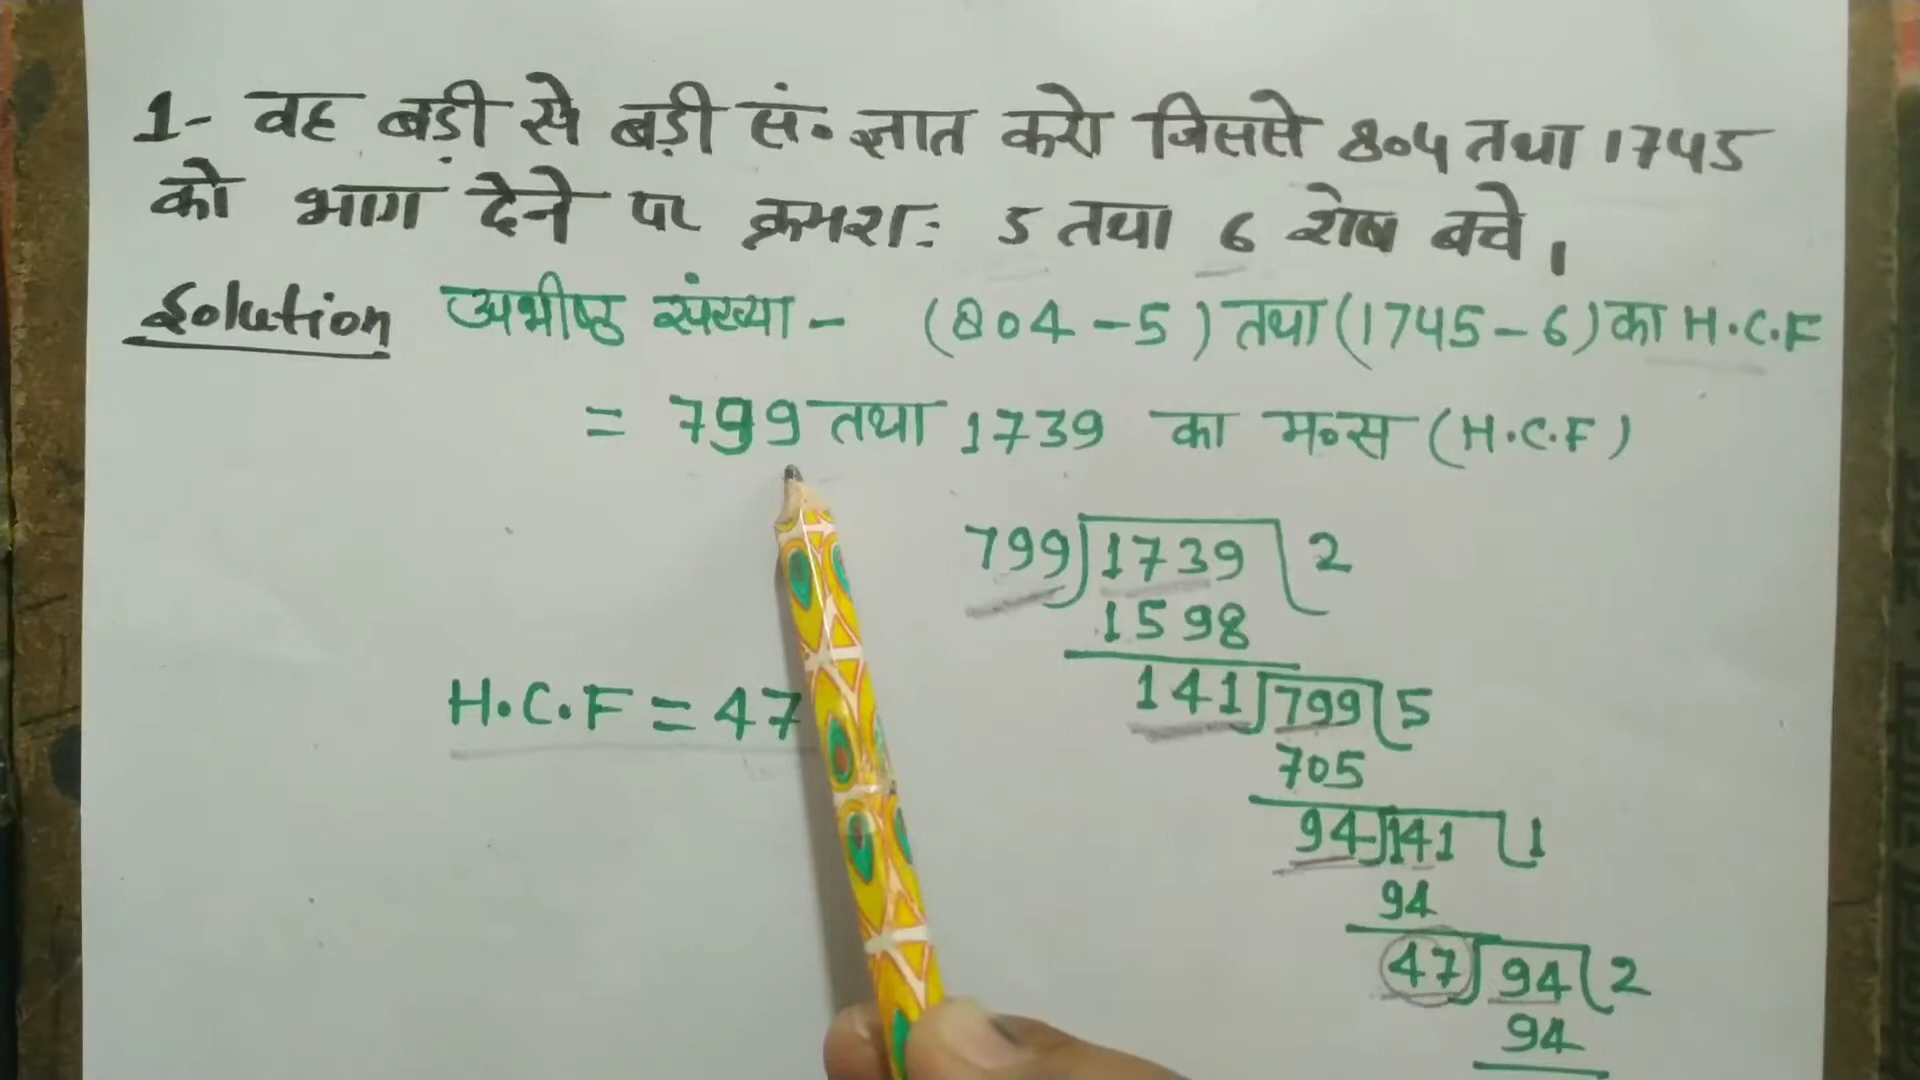 1- वह बड़ी से बड़ी सं॰ ज्ञात करो जिससे 804 तथा 1745
को भाग देने पर क्रमशः 5 तथा 6 शेष बचे।
Solution अभीष्ठ संख्या - (804-5) तथा (1745-6) का H.C.F
= 799 तथा 1739 का म॰स (H.C.F)
799)1739(2
1598
141)799(5
705
94)141(1
94
47)94(2
94
H.C.F = 47